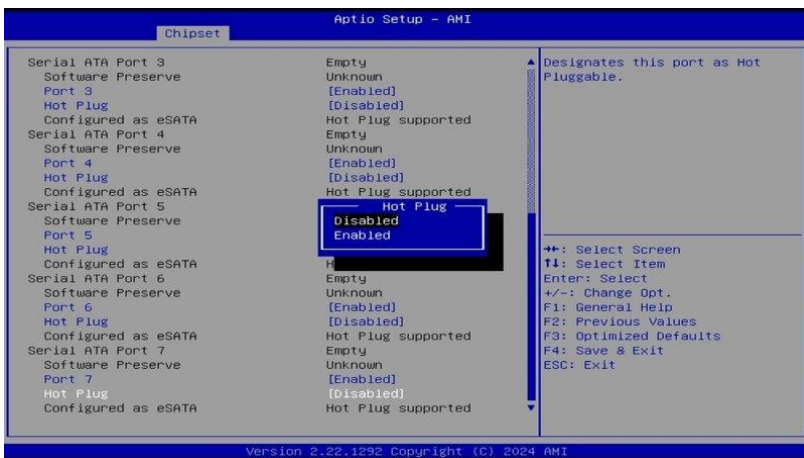 Aptio Setup - AMI
Chipset
Serial ATA Port 3 Empty
Software Preserve Unknown
Port 3 [Enabled]
Hot Plug [Disabled]
Configured as eSATA Hot Plug supported
Serial ATA Port 4 Empty
Software Preserve Unknown
Port 4 [Enabled]
Hot Plug [Disabled]
Configured as eSATA Hot Plug supported
Serial ATA Port 5
Software Preserve
Port 5
Hot Plug
Configured as eSATA H
Serial ATA Port 6 Empty
Software Preserve Unknown
Port 6 [Enabled]
Hot Plug [Disabled]
Configured as eSATA Hot Plug supported
Serial ATA Port 7 Empty
Software Preserve Unknown
Port 7 [Enabled]
Hot Plug [Disabled]
Configured as eSATA Hot Plug supported
Hot Plug
Disabled
Enabled
Designates this port as Hot
Pluggable.
→←: Select Screen
↑↓: Select Item
Enter: Select
+/-: Change Opt.
F1: General Help
F2: Previous Values
F3: Optimized Defaults
F4: Save & Exit
ESC: Exit
Version 2.22.1292 Copyright (C) 2024 AMI